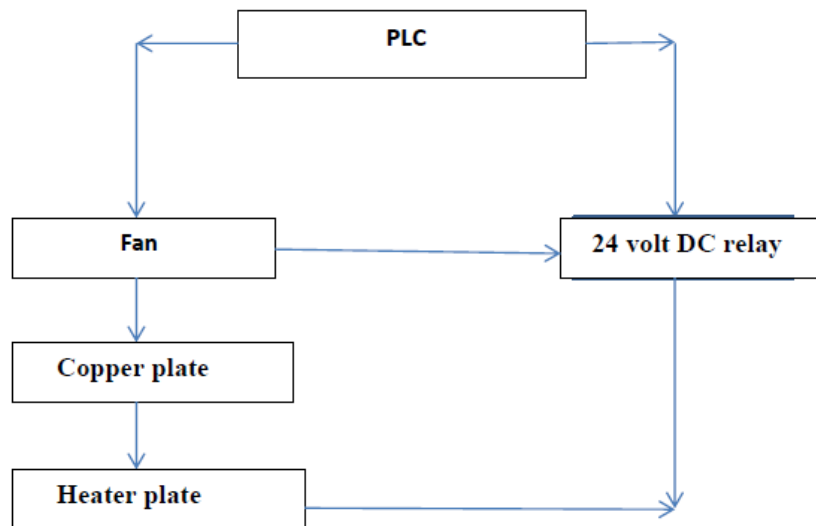 PLC
Fan
24 volt DC relay
Copper plate
Heater plate